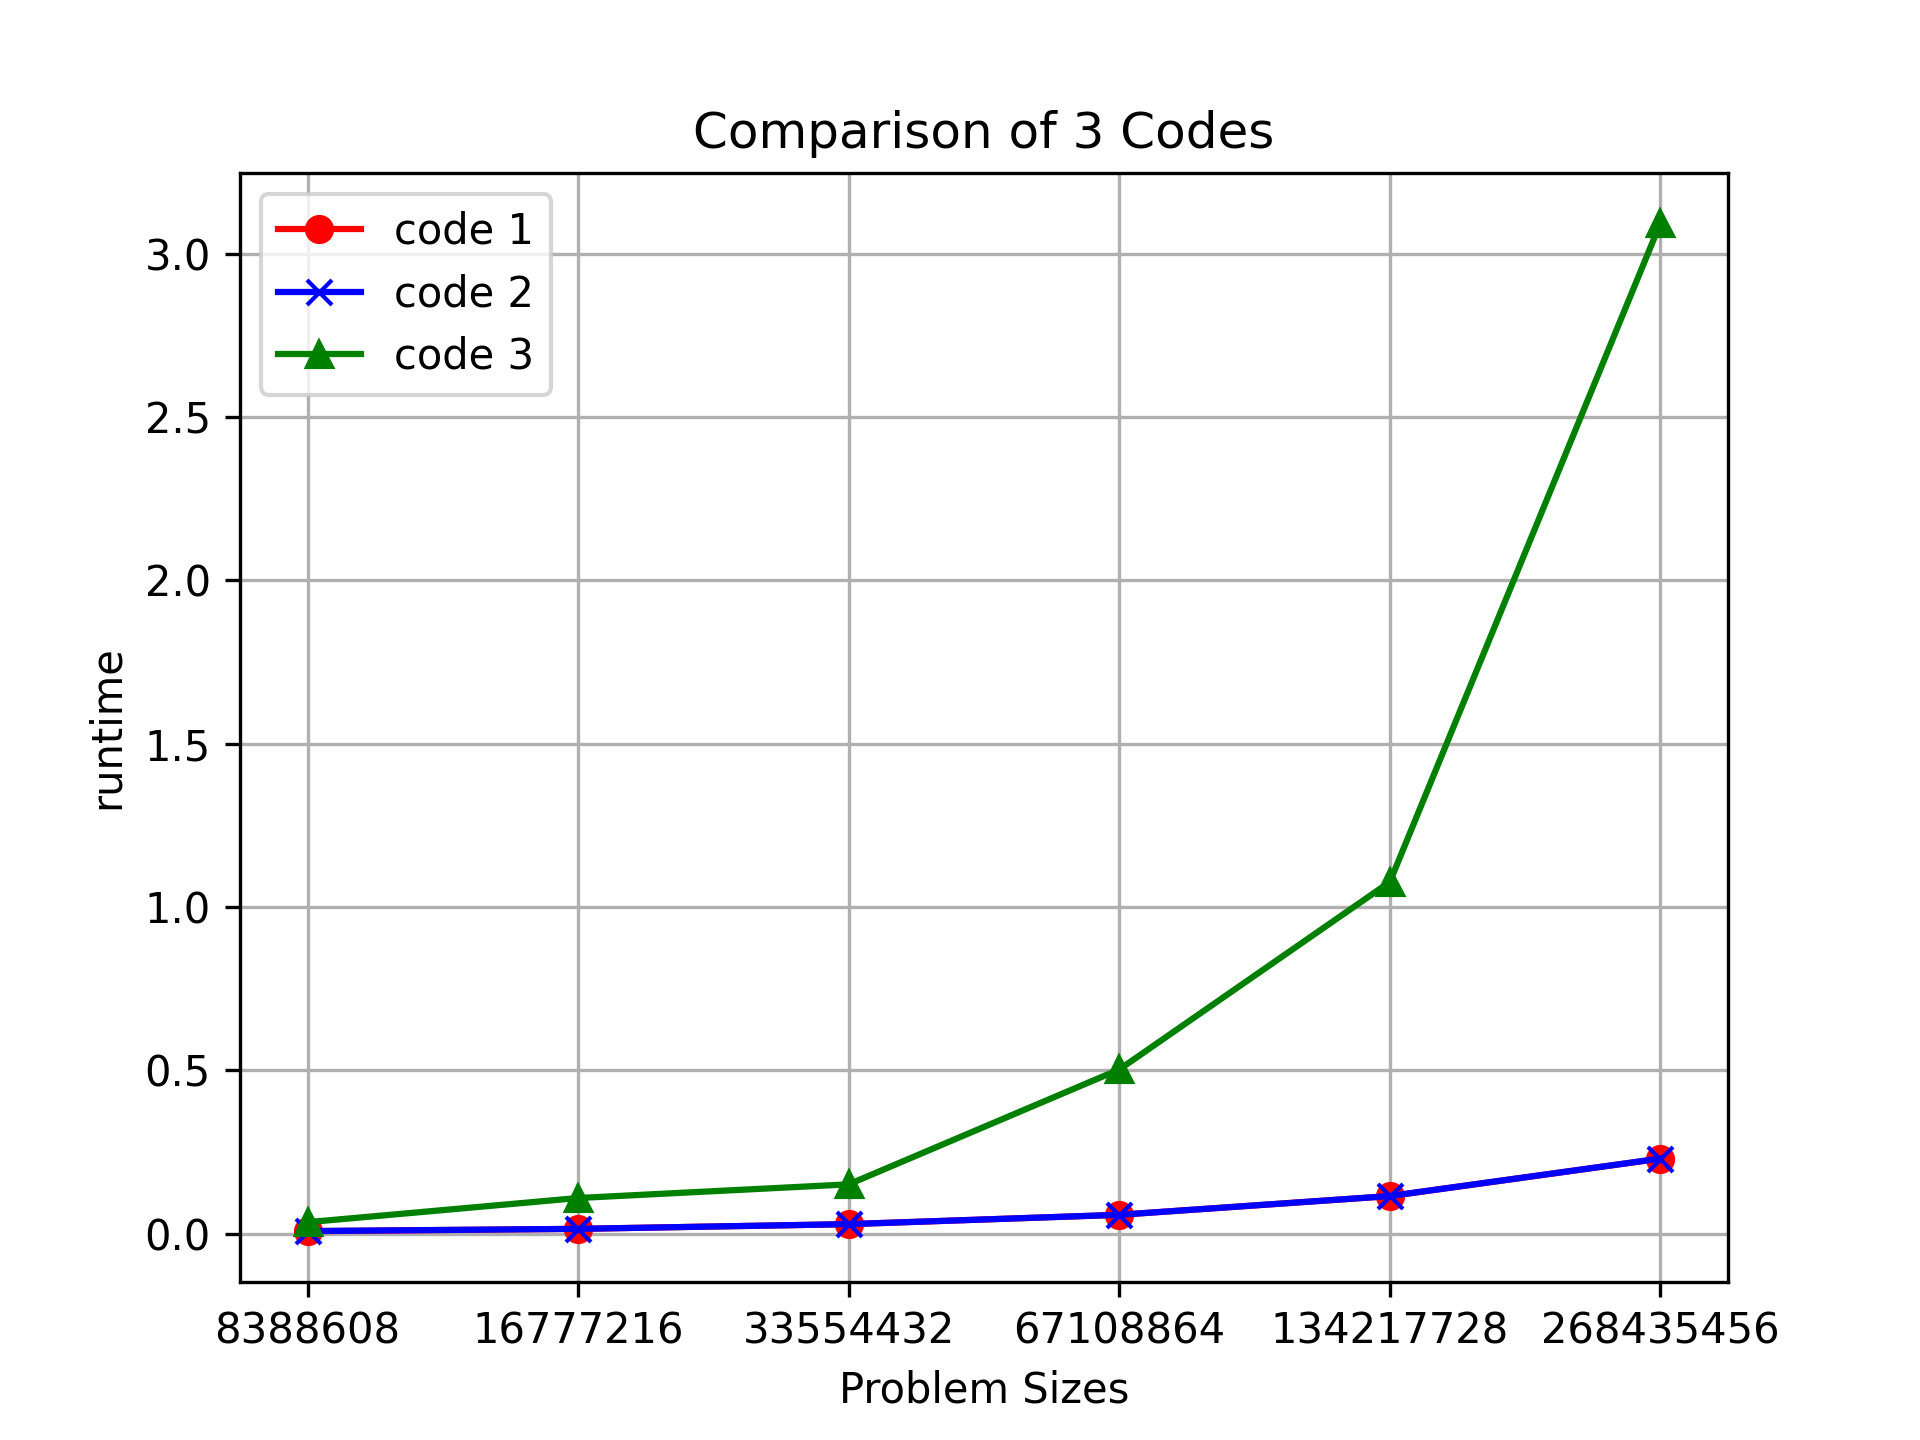 Comparison of 3 Codes
code 1
code 2
code 3
3.0
2.5
2.0
1.5
1.0
0.5
0.0
runtime
8388608 16777216 33554432 67108864 134217728 268435456
Problem Sizes